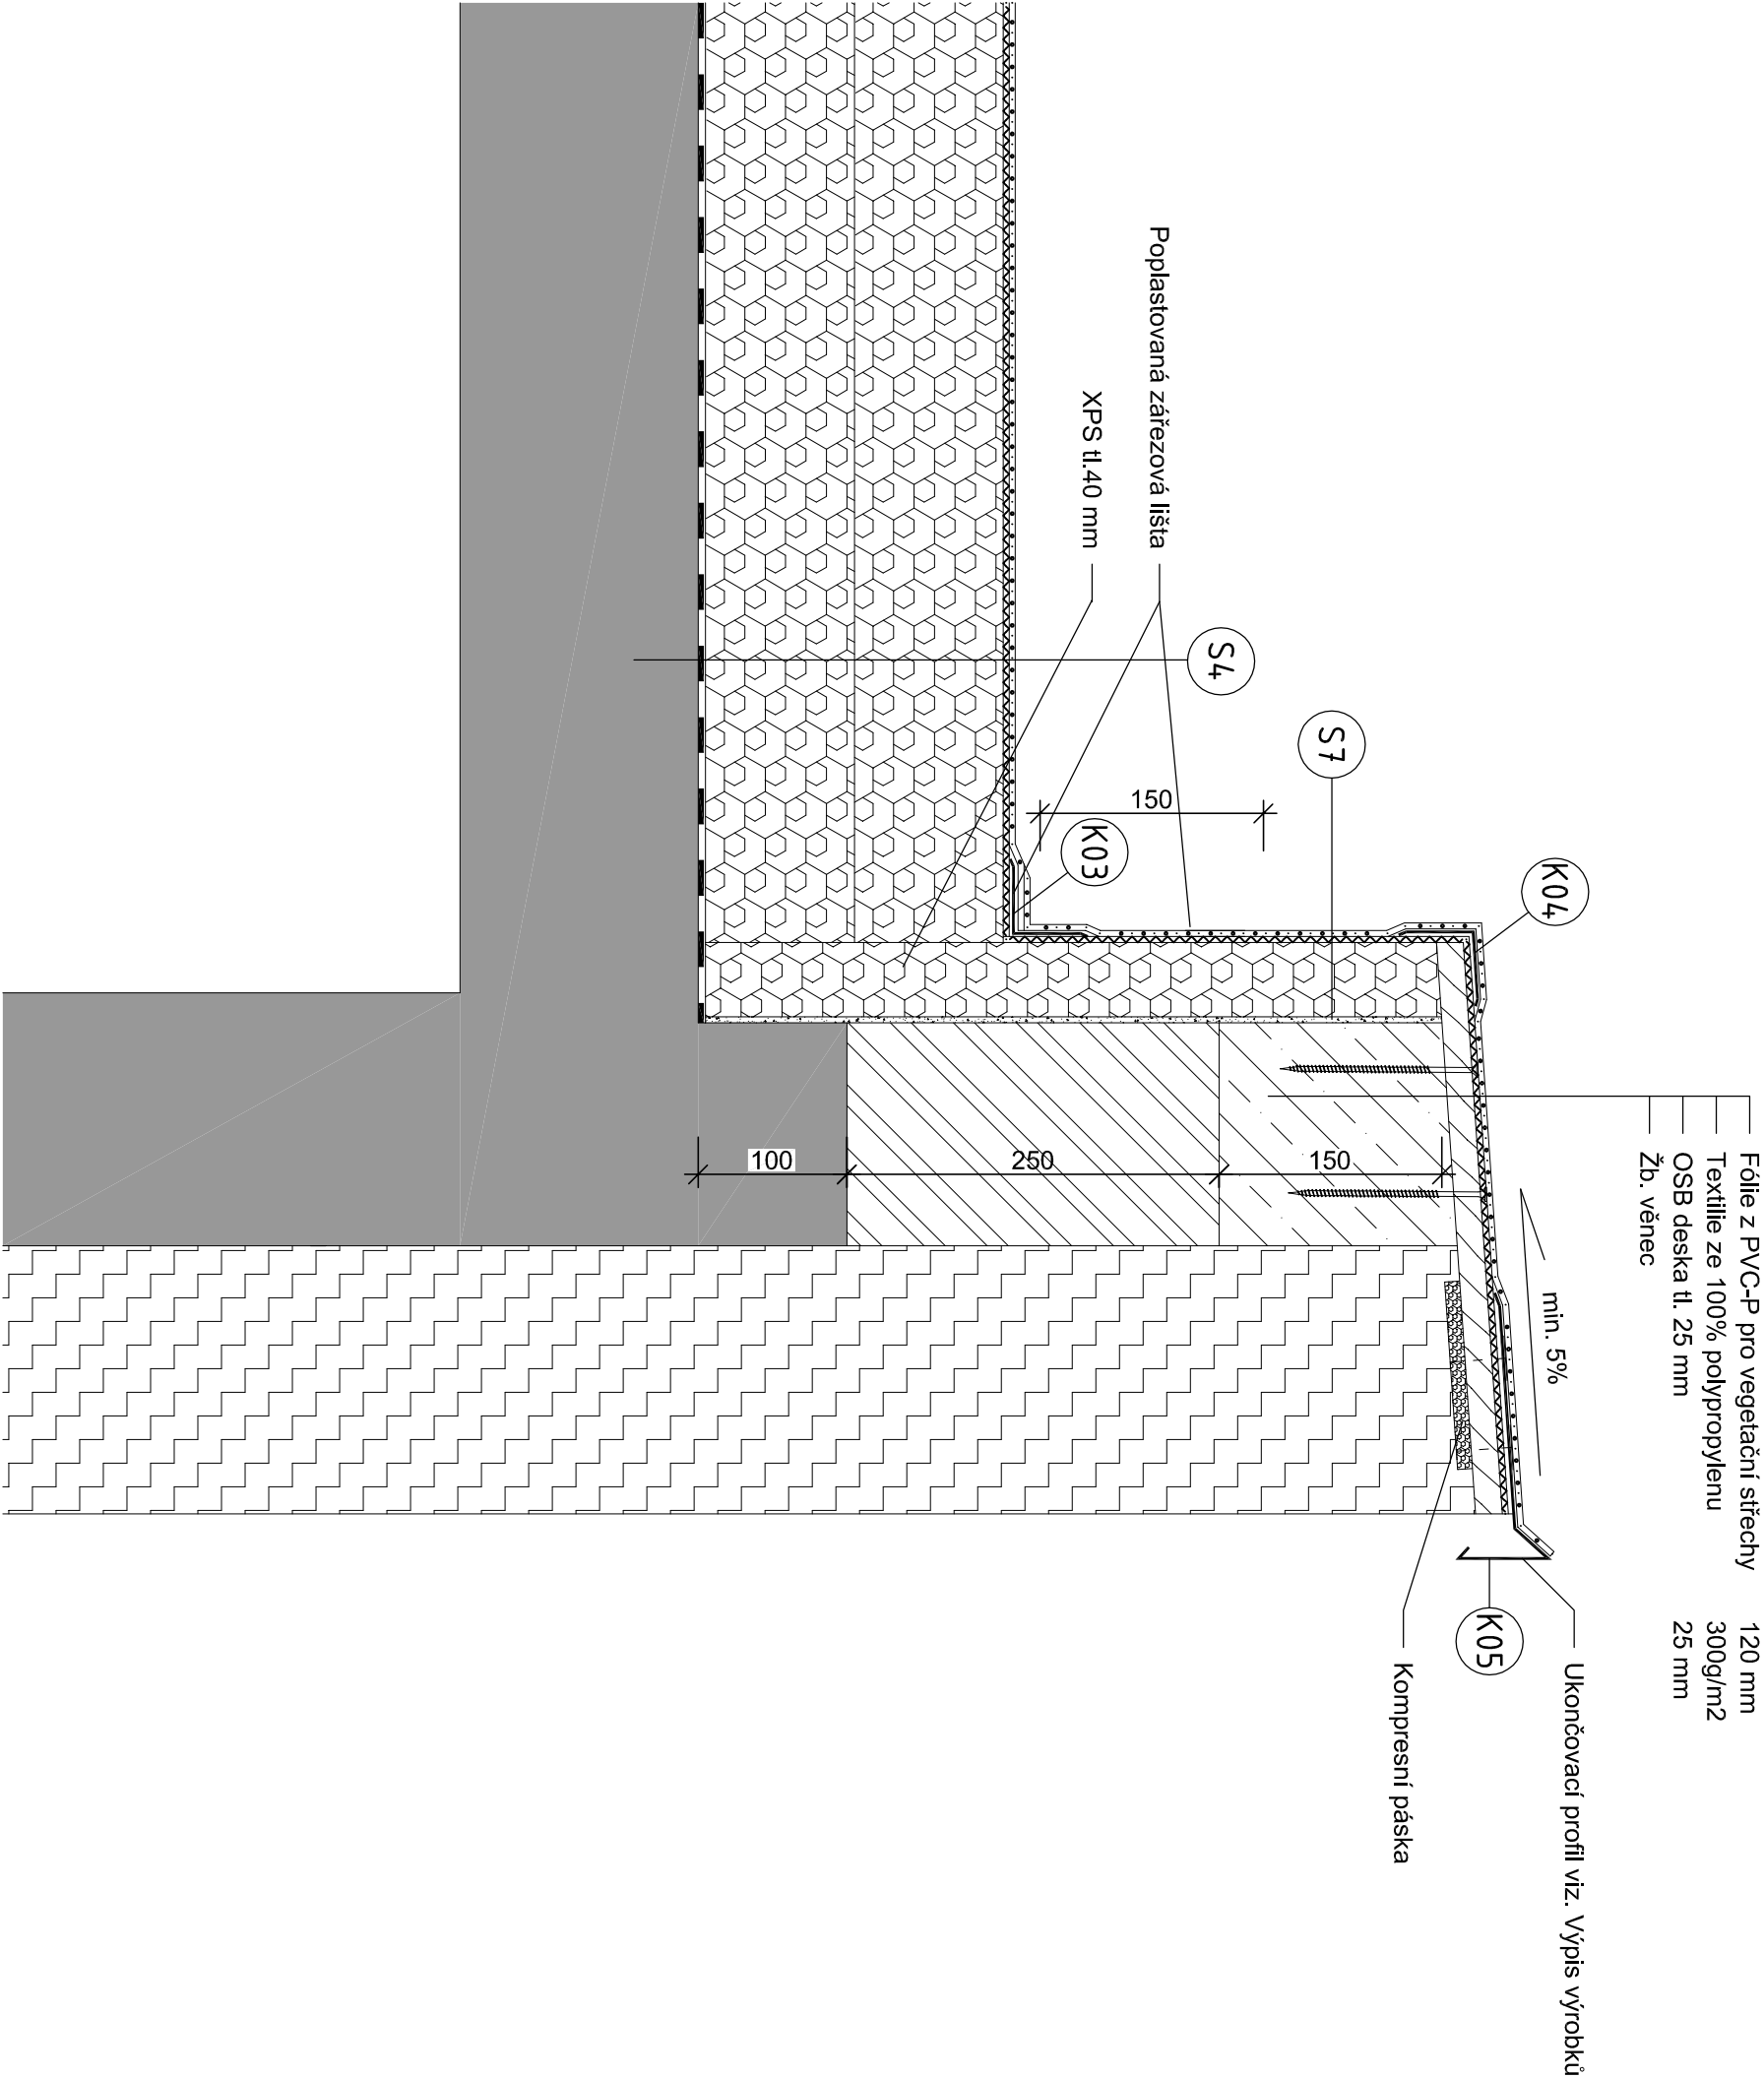 Fólie z PVC-P pro vegetační střechy 120 mm
Textilie ze 100% polypropylenu 300g/m2
OSB deska tl. 25 mm 25 mm
Žb. věnec
min. 5%
Ukončovací profil viz. Výpis výrobků
K04
K05
Kompresní páska
S7
150
S4
Poplastovaná zářezová lišta
K03
XPS tl.40 mm
150
250
100